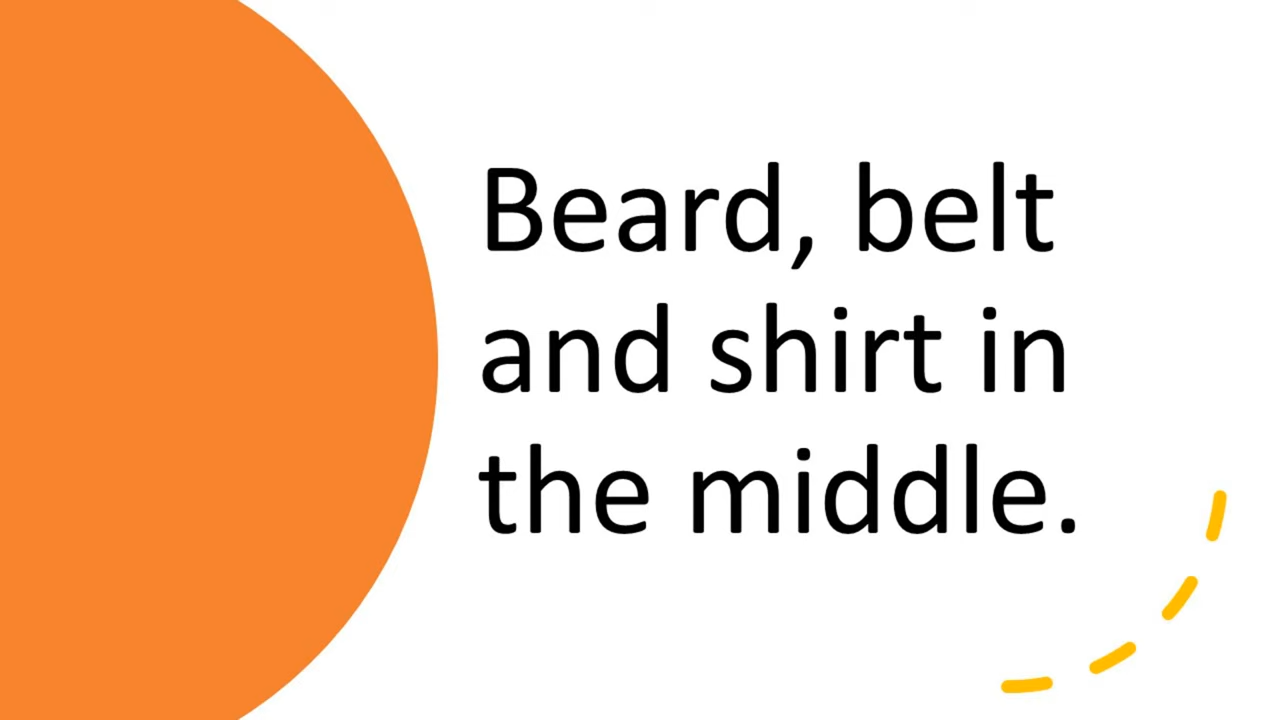 Beard, belt
and shirt in
the middle.